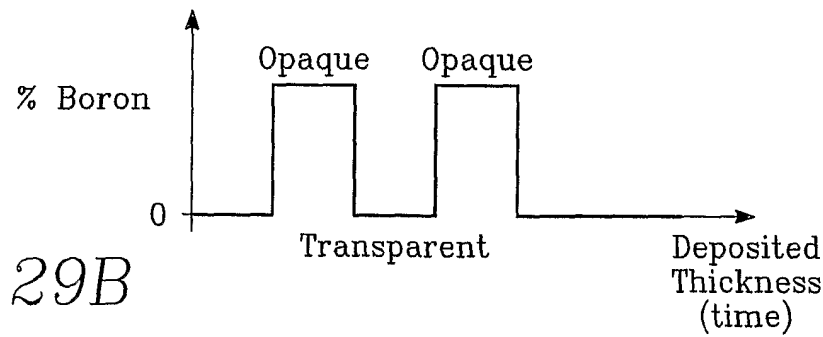 Opaque Opaque
% Boron
0
Transparent
Deposited
Thickness
(time)
29B